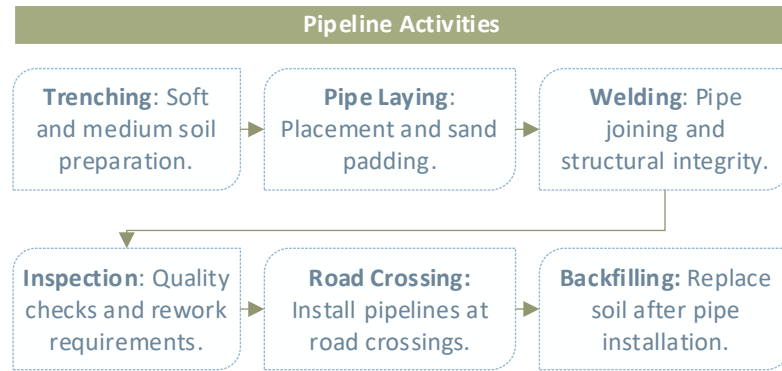 Pipeline Activities
Trenching: Soft
and medium soil
preparation.
Pipe Laying:
Placement and sand
padding.
Welding: Pipe
joining and
structural integrity.
Inspection: Quality
checks and rework
requirements.
Road Crossing:
Install pipelines at
road crossings.
Backfilling: Replace
soil after pipe
installation.